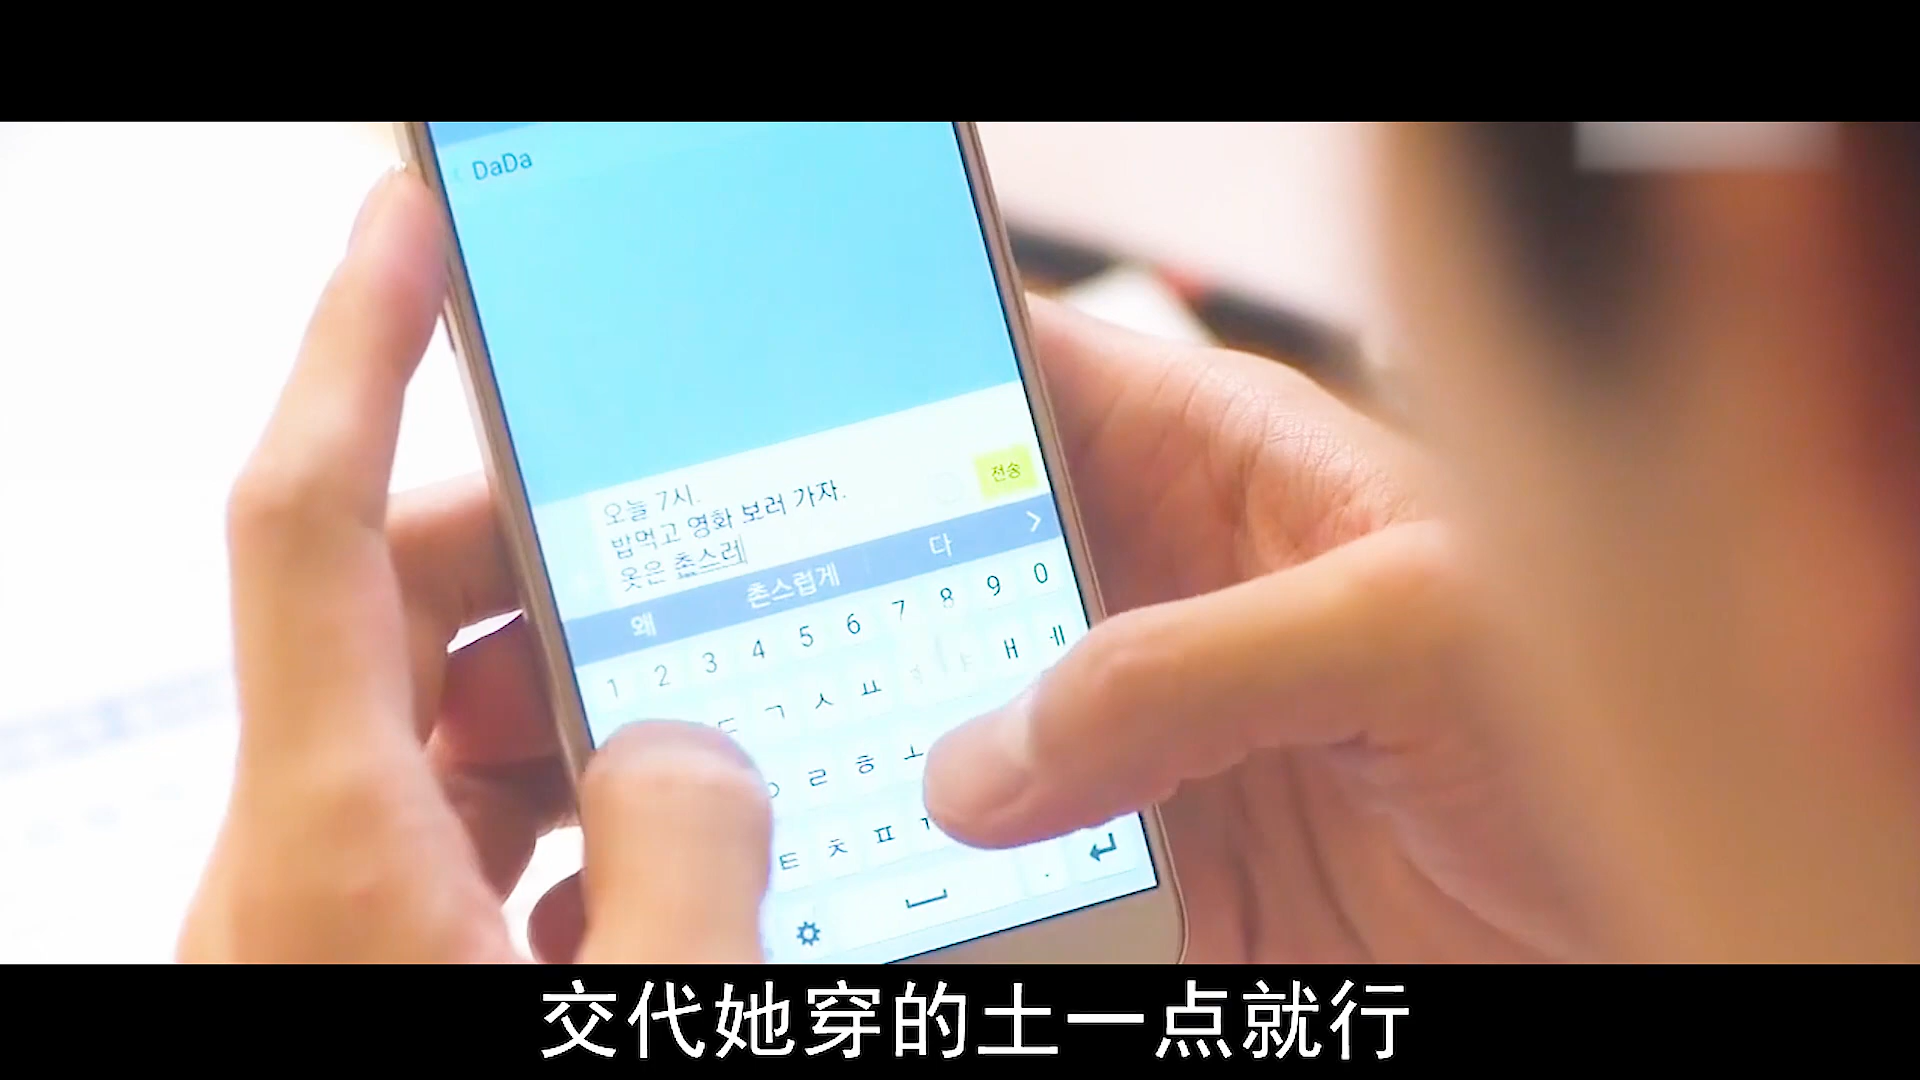 DaDa
오늘 7시.
밥먹고 영화 보러 가자.
전송
옷은 촌스레
왜 촌스럽게 다
1 2 3 4 5 6 7 8 9 0
ㄷ ㄱ ㅅ ㅛ ㅑ ㅐ ㅔ
ㅇ ㄹ ㅎ ㅗ
ㅌ ㅊ ㅍ ㅠ
.
交代她穿的土一点就行